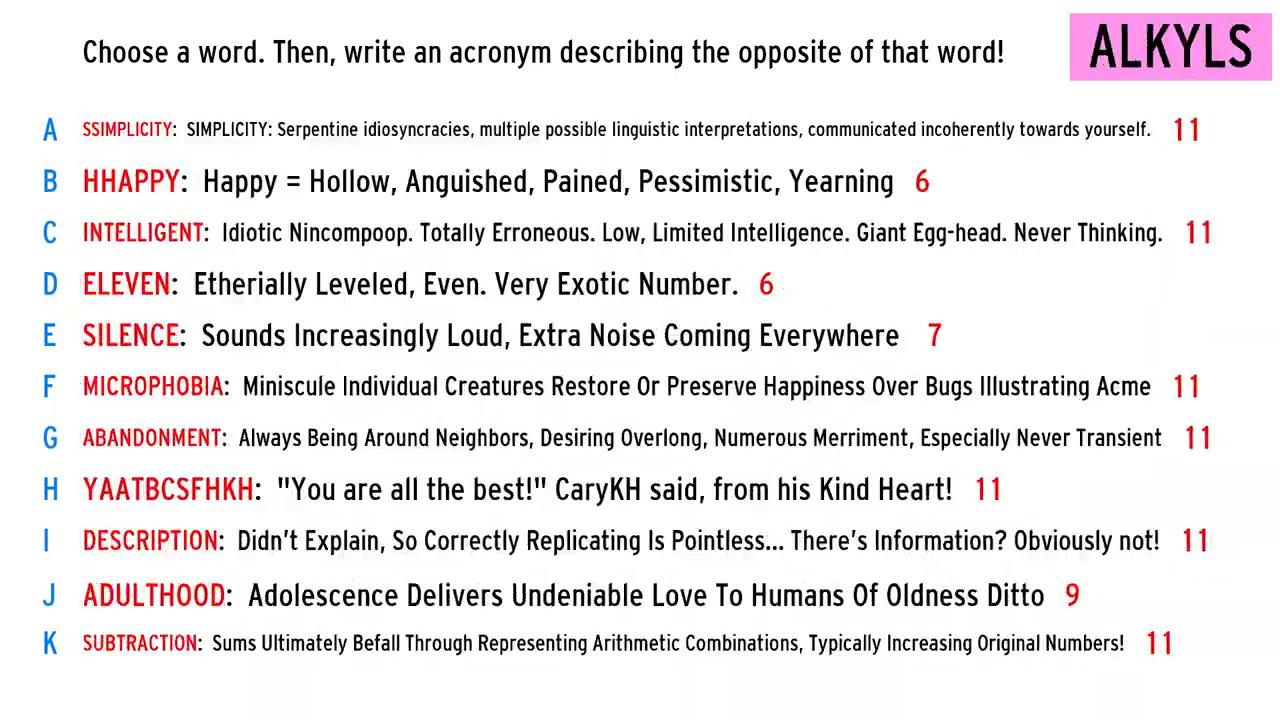 Choose a word. Then, write an acronym describing the opposite of that word!
ALKYLS
A SSIMPLICITY: SIMPLICITY: Serpentine idiosyncracies, multiple possible linguistic interpretations, communicated incoherently towards yourself. 11
B HHAPPY: Happy = Hollow, Anguished, Pained, Pessimistic, Yearning 6
C INTELLIGENT: Idiotic Nincompoop. Totally Erroneous. Low, Limited Intelligence. Giant Egg-head. Never Thinking. 11
D ELEVEN: Etherially Leveled, Even. Very Exotic Number. 6
E SILENCE: Sounds Increasingly Loud, Extra Noise Coming Everywhere 7
F MICROPHOBIA: Miniscule Individual Creatures Restore Or Preserve Happiness Over Bugs Illustrating Acme 11
G ABANDONMENT: Always Being Around Neighbors, Desiring Overlong, Numerous Merriment, Especially Never Transient 11
H YAATBCSFHKH: "You are all the best!" CaryKH said, from his Kind Heart! 11
I DESCRIPTION: Didn't Explain, So Correctly Replicating Is Pointless... There's Information? Obviously not! 11
J ADULTHOOD: Adolescence Delivers Undeniable Love To Humans Of Oldness Ditto 9
K SUBTRACTION: Sums Ultimately Befall Through Representing Arithmetic Combinations, Typically Increasing Original Numbers! 11